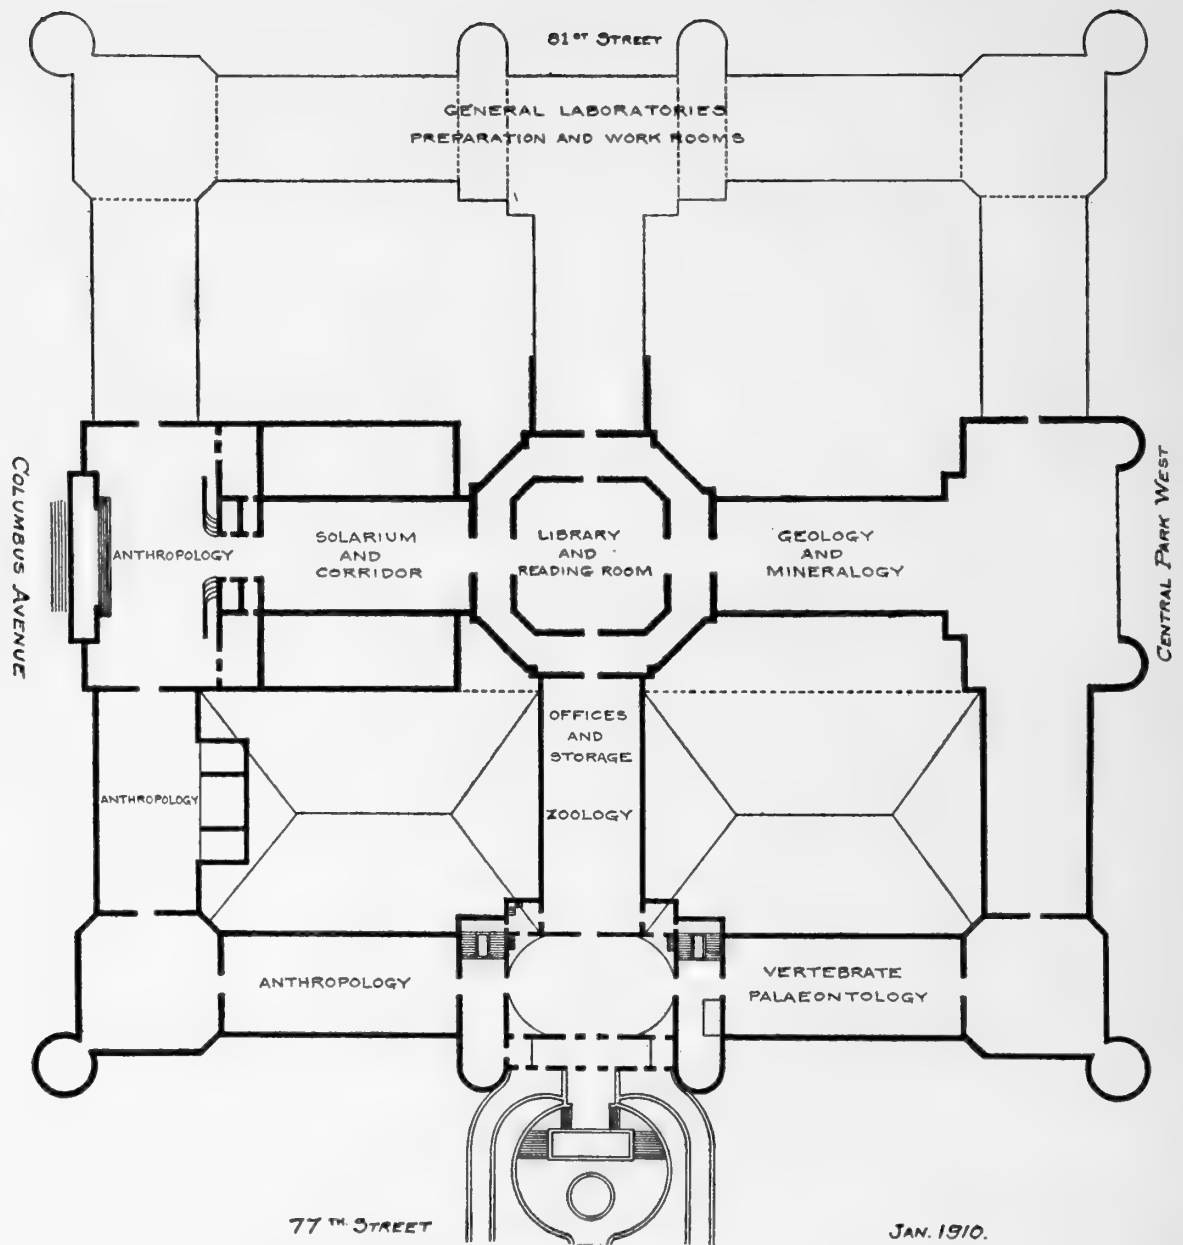 81ST STREET
GENERAL LABORATORIES
PREPARATION AND WORK ROOMS
COLUMBUS AVENUE
ANTHROPOLOGY
SOLARIUM
AND
CORRIDOR
LIBRARY
AND
READING ROOM
GEOLOGY
AND
MINERALOGY
CENTRAL PARK WEST
OFFICES
AND
STORAGE
ZOOLOGY
ANTHROPOLOGY
ANTHROPOLOGY
VERTEBRATE
PALAEONTOLOGY
77TH. STREET
JAN. 1910.